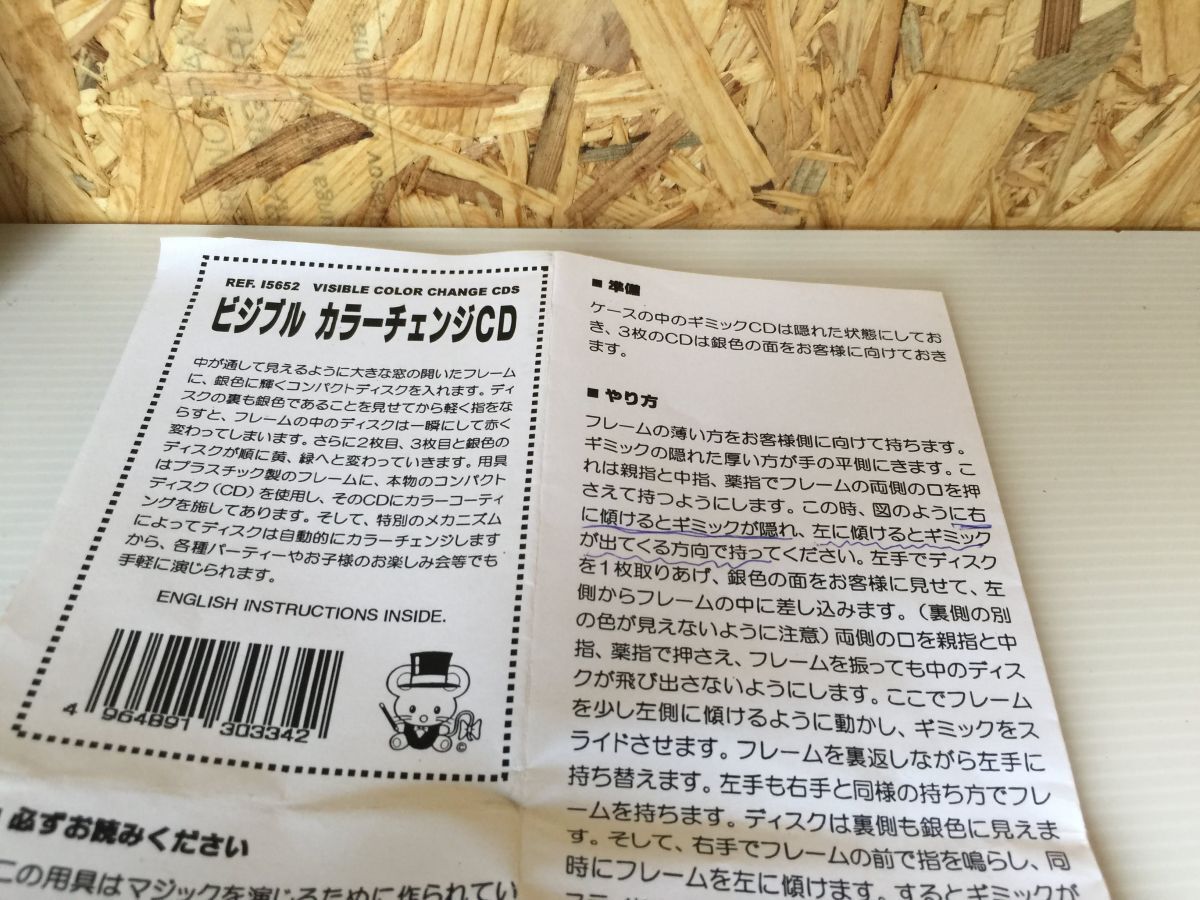 REF. I5652 VISIBLE COLOR CHANGE CDS
ビジブル カラーチェンジCD
中が通して見えるように大きな窓の開いたフレーム
に、銀色に輝くコンパクトディスクを入れます。ディ
スクの裏も銀色であることを見せてから軽く指をな
らすと、フレームの中のディスクは一瞬にして赤く
変わってしまいます。さらに2枚目、3枚目と銀色の
ディスクが順に黄、緑へと変わっていきます。用具
はプラスチック製のフレームに、本物のコンパクト
ディスク（CD）を使用し、そのCDにカラーコーティ
ングを施してあります。そして、特別のメカニズム
によってディスクは自動的にカラーチェンジします
から、各種パーティーやお子様のお楽しみ会等でも
手軽に演じられます。
ENGLISH INSTRUCTIONS INSIDE.
4 964891 303342
©
必ずお読みください
この用具はマジックを演じるために作られてい
■ 準備
ケースの中のギミックCDは隠れた状態にしてお
き、3枚のCDは銀色の面をお客様に向けておき
ます。
■ やり方
フレームの薄い方をお客様側に向けて持ちます。
ギミックの隠れた厚い方が手の平側にきます。こ
れは親指と中指、薬指でフレームの両側の口を押
さえて持つようにします。この時、図のように右
に傾けるとギミックが隠れ、左に傾けるとギミック
が出てくる方向で持ってください。左手でディスク
を1枚取りあげ、銀色の面をお客様に見せて、左
側からフレームの中に差し込みます。（裏側の別
の色が見えないように注意）両側の口を親指と中
指、薬指で押さえ、フレームを振っても中のディス
クが飛び出さないようにします。ここでフレーム
を少し左側に傾けるように動かし、ギミックをス
ライドさせます。フレームを裏返しながら左手に
持ち替えます。左手も右手と同様の持ち方でフレ
ームを持ちます。ディスクは裏側も銀色に見えま
す。そして、右手でフレームの前で指を鳴らし、同
時にフレームを左に傾けます。するとギミックが